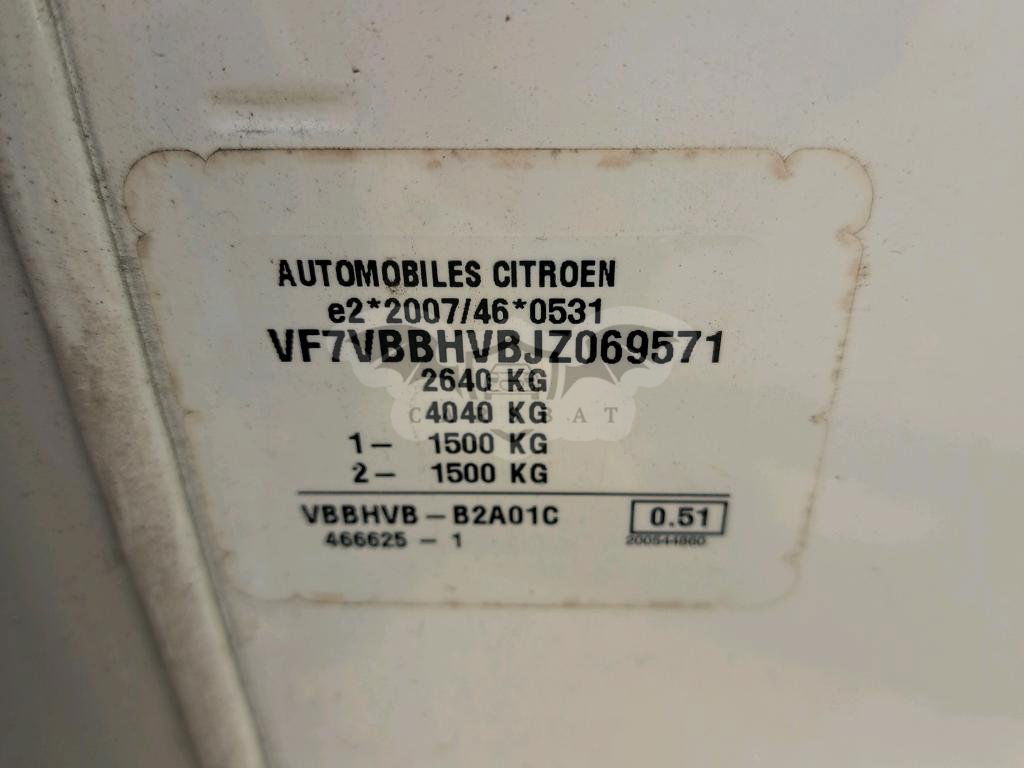 AUTOMOBILES CITROEN
e2*2007/46*0531
VF7VBBHVBJZ069571
2640 KG
4040 KG
1- 1500 KG
2- 1500 KG
VBBHVB-B2A01C 0.51
466625-1